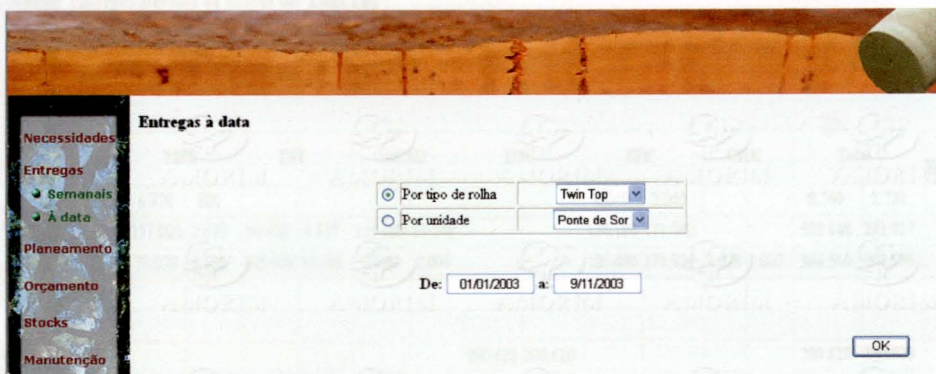 Entregas à data
Necessidades
Entregas
Semanais
À data
Planeamento
Orçamento
Stocks
Manutenção
Por tipo de rolha Twin Top
Por unidade Ponte de Sor
De: 01/01/2003 a: 9/11/2003
OK